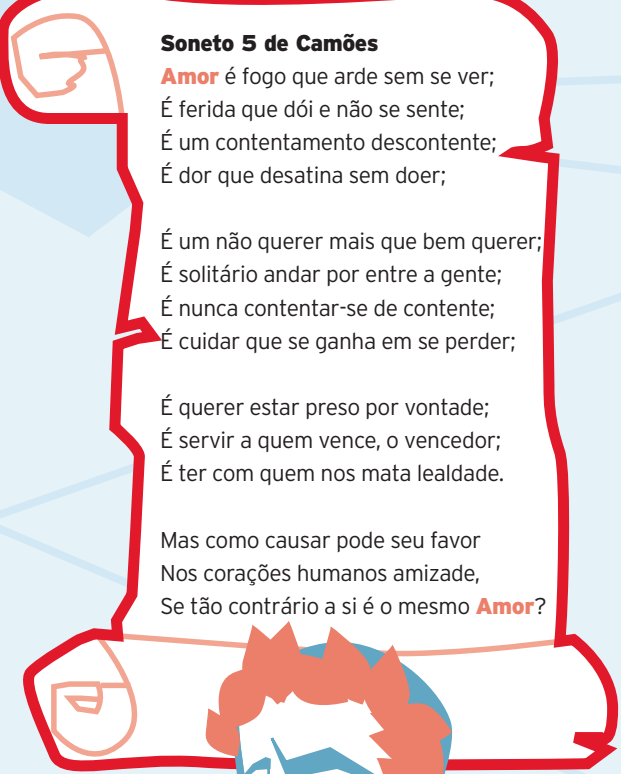 Soneto 5 de Camões
Amor é fogo que arde sem se ver;
É ferida que dói e não se sente;
É um contentamento descontente;
É dor que desatina sem doer;
É um não querer mais que bem querer;
É solitário andar por entre a gente;
É nunca contentar-se de contente;
É cuidar que se ganha em se perder;
É querer estar preso por vontade;
É servir a quem vence, o vencedor;
É ter com quem nos mata lealdade.
Mas como causar pode seu favor
Nos corações humanos amizade,
Se tão contrário a si é o mesmo Amor?